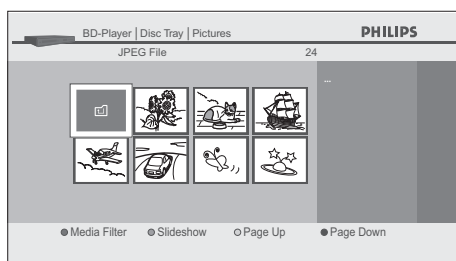 BD-Player | Disc Tray | Pictures PHILIPS
JPEG File 24
...
Media Filter Slideshow Page Up Page Down